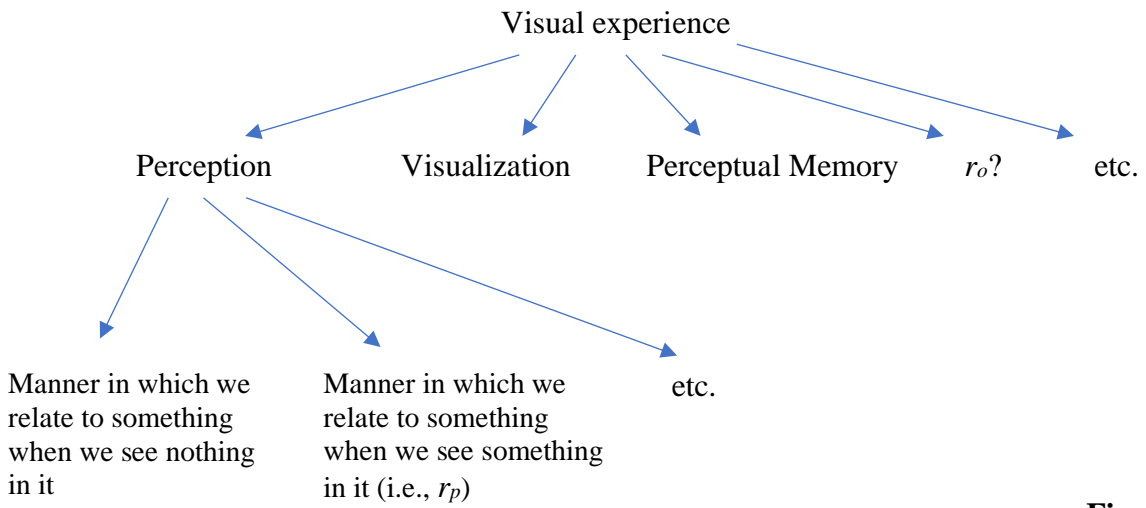 Visual experience
Perception Visualization Perceptual Memory rₒ? etc.
Manner in which we
relate to something
when we see nothing
in it
Manner in which we
relate to something
when we see something
in it (i.e., rₚ)
etc.